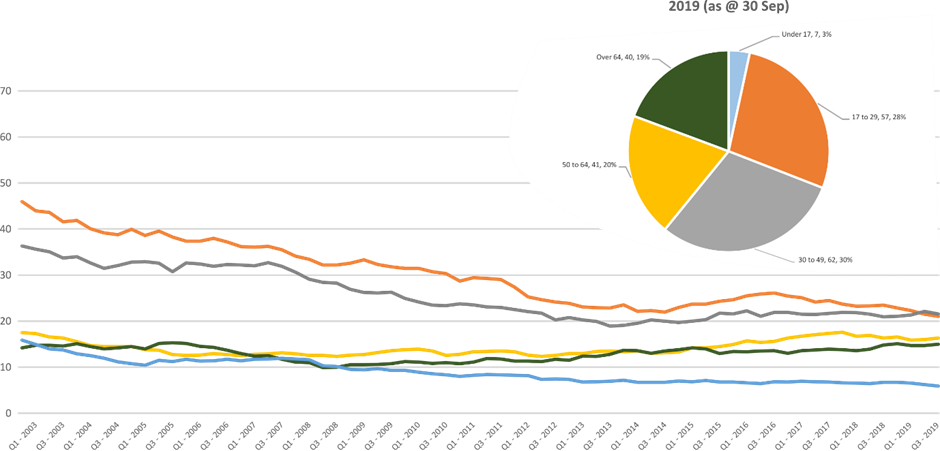 2019 (as @ 30 Sep)
Under 17, 7, 3%
Over 64, 40, 19%
17 to 29, 57, 28%
50 to 64, 41, 20%
30 to 49, 62, 30%
70
60
50
40
30
20
10
0
Q1 - 2003
Q3 - 2003
Q1 - 2004
Q3 - 2004
Q1 - 2005
Q3 - 2005
Q1 - 2006
Q3 - 2006
Q1 - 2007
Q3 - 2007
Q1 - 2008
Q3 - 2008
Q1 - 2009
Q3 - 2009
Q1 - 2010
Q3 - 2010
Q1 - 2011
Q3 - 2011
Q1 - 2012
Q3 - 2012
Q1 - 2013
Q3 - 2013
Q1 - 2014
Q3 - 2014
Q1 - 2015
Q3 - 2015
Q1 - 2016
Q3 - 2016
Q1 - 2017
Q3 - 2017
Q1 - 2018
Q3 - 2018
Q1 - 2019
Q3 - 2019